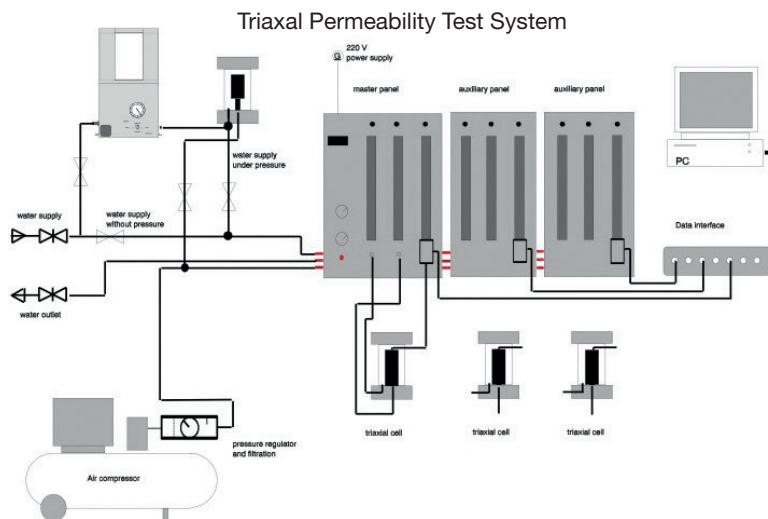 Triaxal Permeability Test System
220 V
power supply
master panel
auxiliary panel
auxiliary panel
water supply
under pressure
PC
water supply
water supply
without pressure
Data interface
water outlet
triaxial cell
triaxial cell
triaxial cell
pressure regulator
and filtration
Air compressor